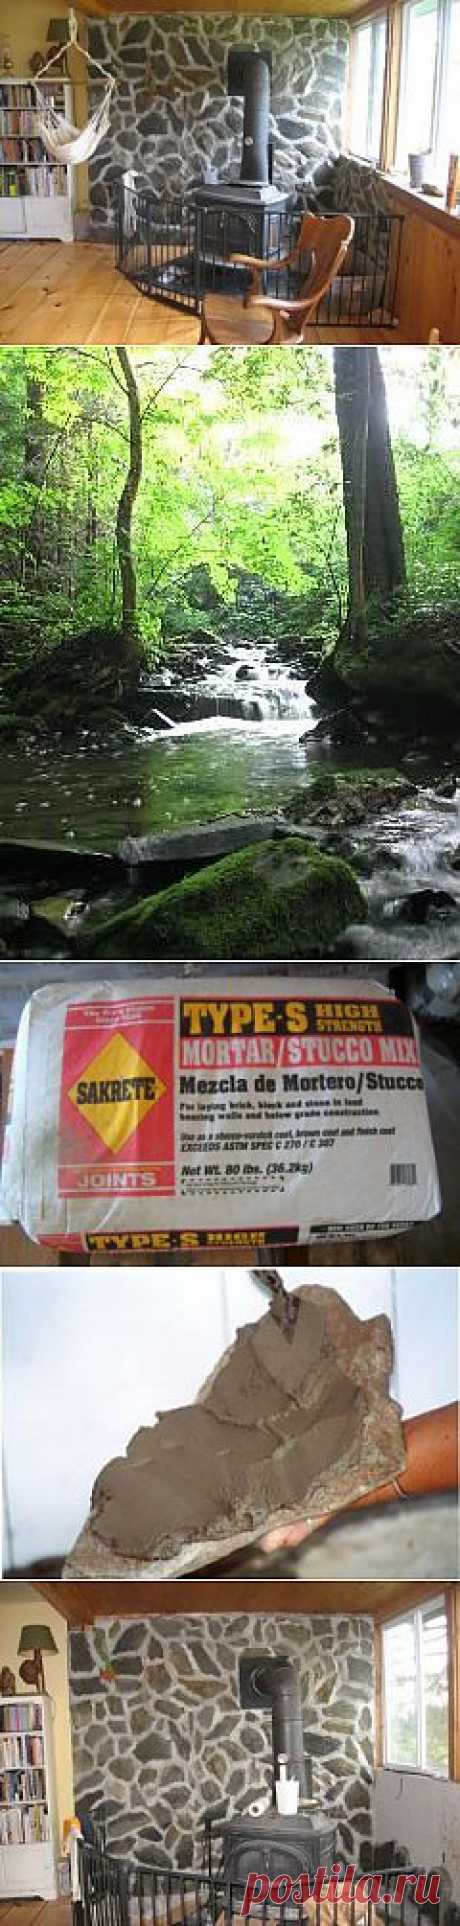 SAKRETE
JOINTS
TYPE-S HIGH STRENGTH
MORTAR/STUCCO MIX
Mezcla de Mortero/Stucco
For laying brick, block and stone in load
bearing walls and below grade construction
Use as a stucco-scratch coat, brown coat and finish coat
EXCEEDS ASTM SPEC C 270 / C 387
Net Wt. 80 lbs. (36.2kg)
TYPE-S HIGH
postila.ru